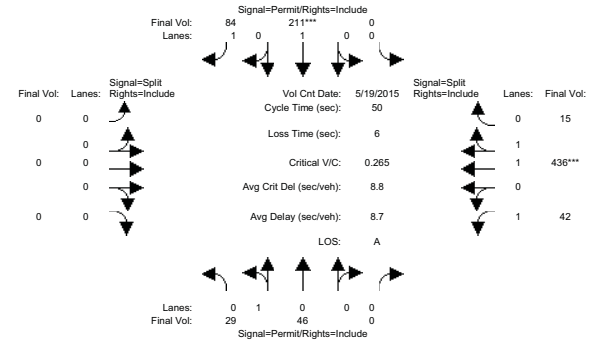 Signal=Permit/Rights=Include
Final Vol: 84 211*** 0
Lanes: 1 0 1 0 0
Signal=Split Signal=Split
Final Vol: Lanes: Rights=Include Vol Cnt Date: 5/19/2015 Rights=Include Lanes: Final Vol:
Cycle Time (sec): 50
0 0 0 15
Loss Time (sec): 6
0 1
0 0 Critical V/C: 0.265 1 436***
0 Avg Crit Del (sec/veh): 8.8 0
0 0 Avg Delay (sec/veh): 8.7 1 42
LOS: A
Lanes: 0 1 0 0 0
Final Vol: 29 46 0
Signal=Permit/Rights=Include